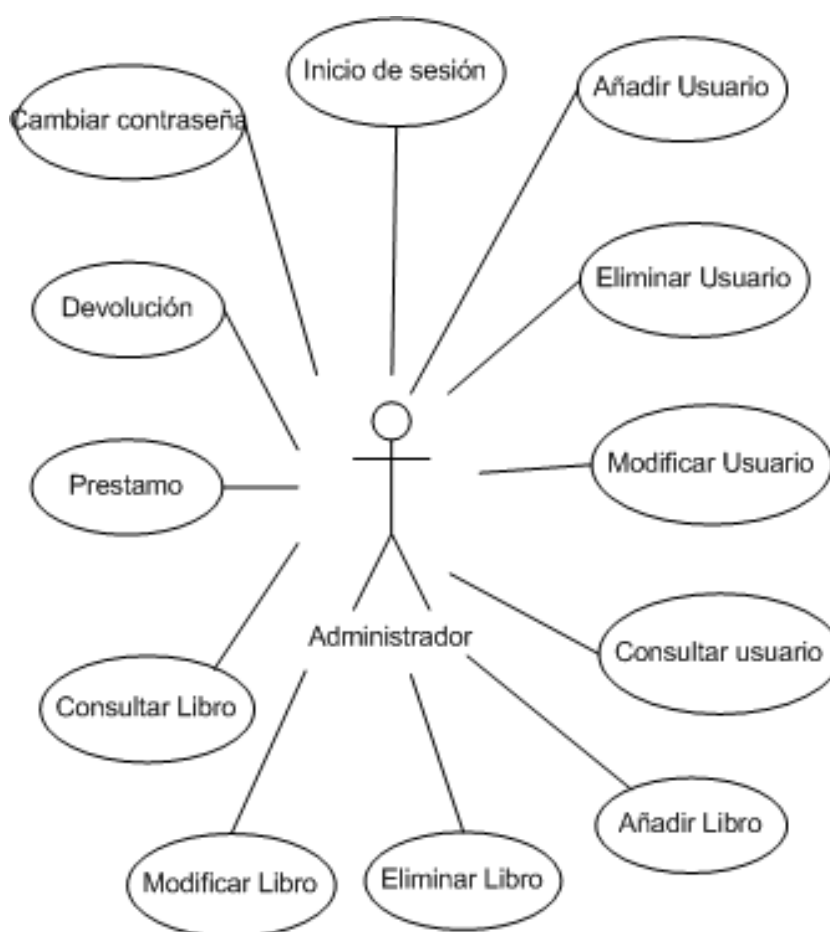 Inicio de sesión
Añadir Usuario
Cambiar contraseña
Eliminar Usuario
Devolución
Modificar Usuario
Prestamo
Administrador
Consultar usuario
Consultar Libro
Añadir Libro
Modificar Libro
Eliminar Libro